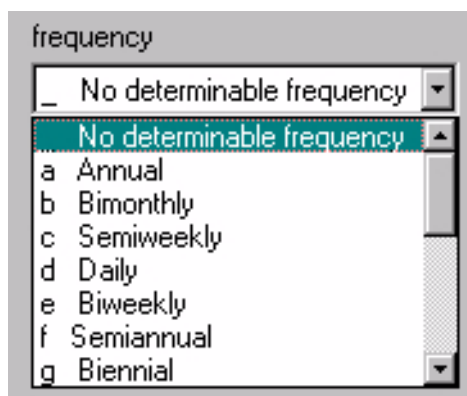 frequency
_ No determinable frequency
_ No determinable frequency
a Annual
b Bimonthly
c Semiweekly
d Daily
e Biweekly
f Semiannual
g Biennial